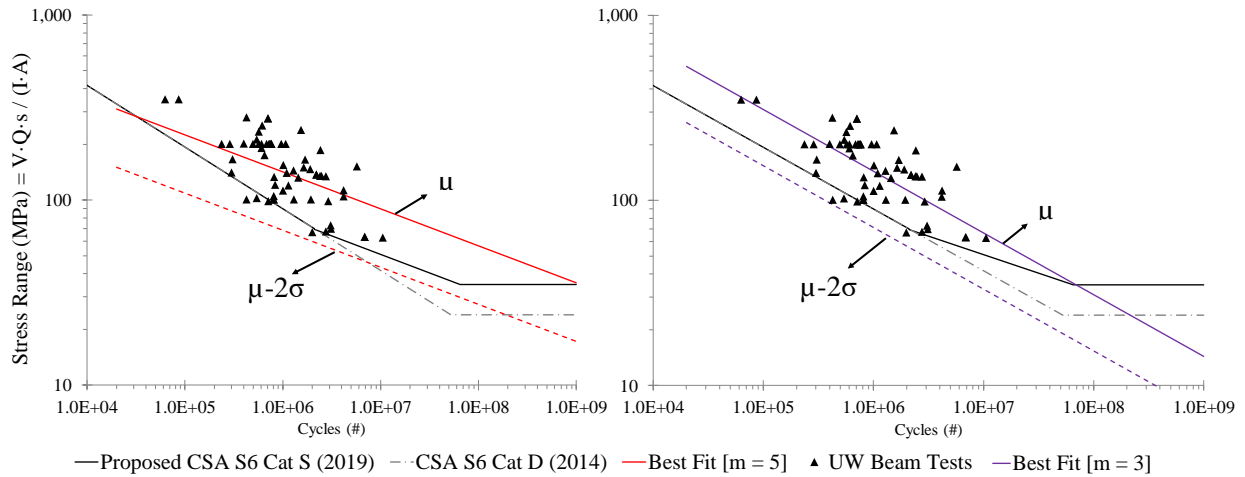 Stress Range (MPa) = V·Q·s / (I·A)
1,000
100
10
μ
μ-2σ
1.0E+04 1.0E+05 1.0E+06 1.0E+07 1.0E+08 1.0E+09
Cycles (#)
1,000
100
10
μ
μ-2σ
1.0E+04 1.0E+05 1.0E+06 1.0E+07 1.0E+08 1.0E+09
Cycles (#)
Proposed CSA S6 Cat S (2019) CSA S6 Cat D (2014) Best Fit [m = 5] UW Beam Tests Best Fit [m = 3]